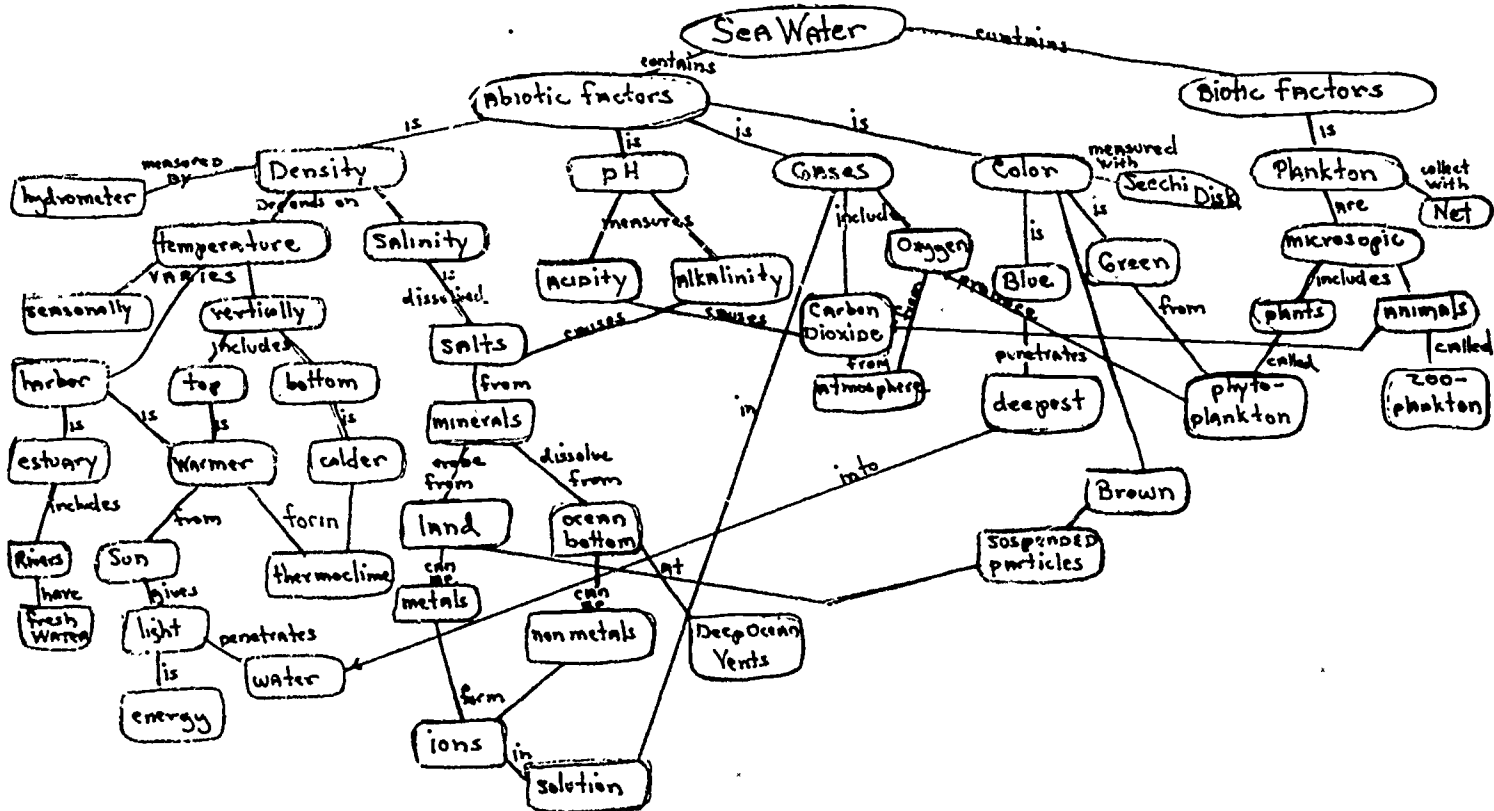 Sea Water
contains
contains
Abiotic factors
Biotic Factors
is
is
is
is
is
measured
by
hydrometer
Density
pH
Gases
Color
measured
with
Secchi
Disk
Plankton
collect
with
Net
Depends on
measures
include
is
is
are
temperature
Salinity
Oxygen
Green
microsopic
varies
is
dissolved
Acidity
Alkalinity
Blue
includes
seasonally
vertically
causes
causes
Carbon
Dioxide
both
produce
from
plants
Animals
includes
salts
from
penetrates
called
called
harbor
top
bottom
from
atmosphere
deepest
phyto-
plankton
zoo-
plankton
is
is
is
is
minerals
in
estuary
warmer
colder
erode
from
dissolve
from
into
Brown
includes
from
form
land
ocean
bottom
suspended
particles
Rivers
Sun
thermoclime
can
be
can
be
at
have
gives
metals
fresh
water
light
penetrates
non metals
Deep Ocean
Vents
is
water
energy
form
ions
in
solution